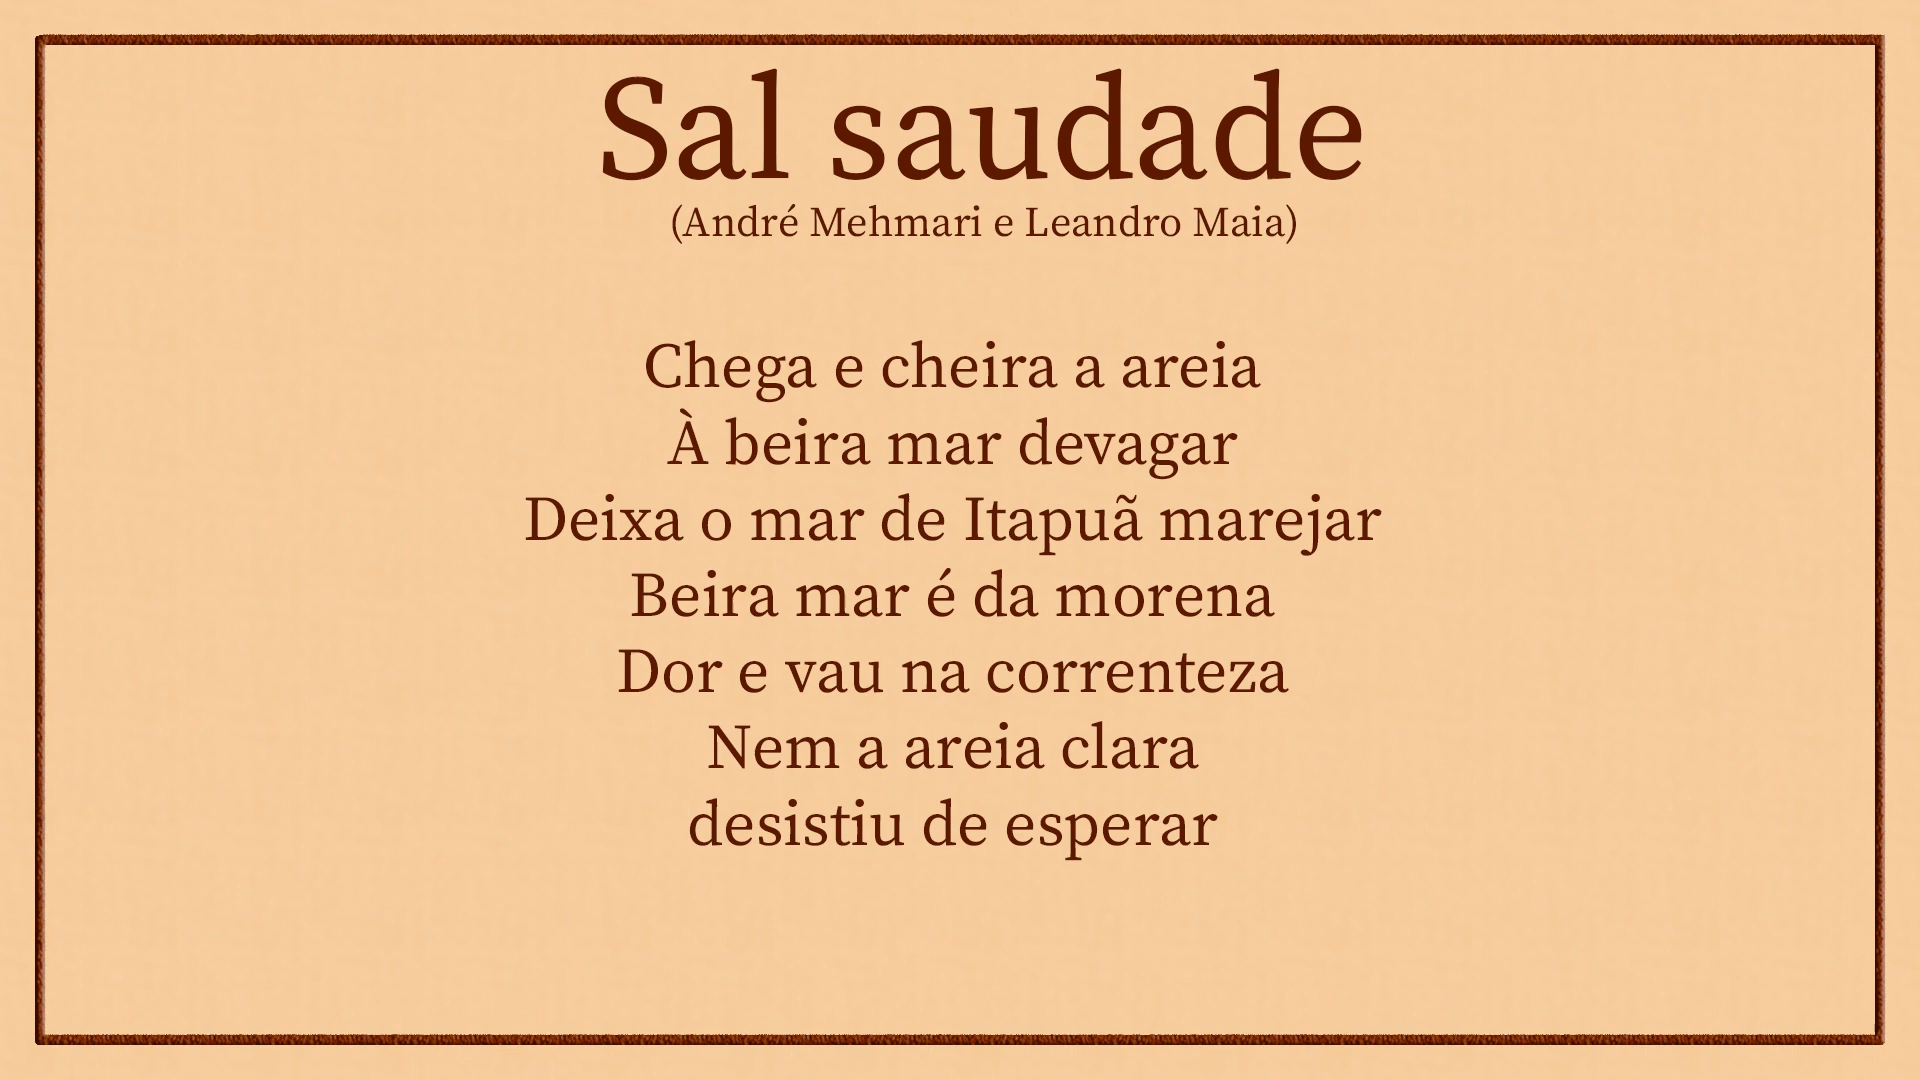 Sal saudade
(André Mehmari e Leandro Maia)
Chega e cheira a areia
À beira mar devagar
Deixa o mar de Itapuã marejar
Beira mar é da morena
Dor e vau na correnteza
Nem a areia clara
desistiu de esperar